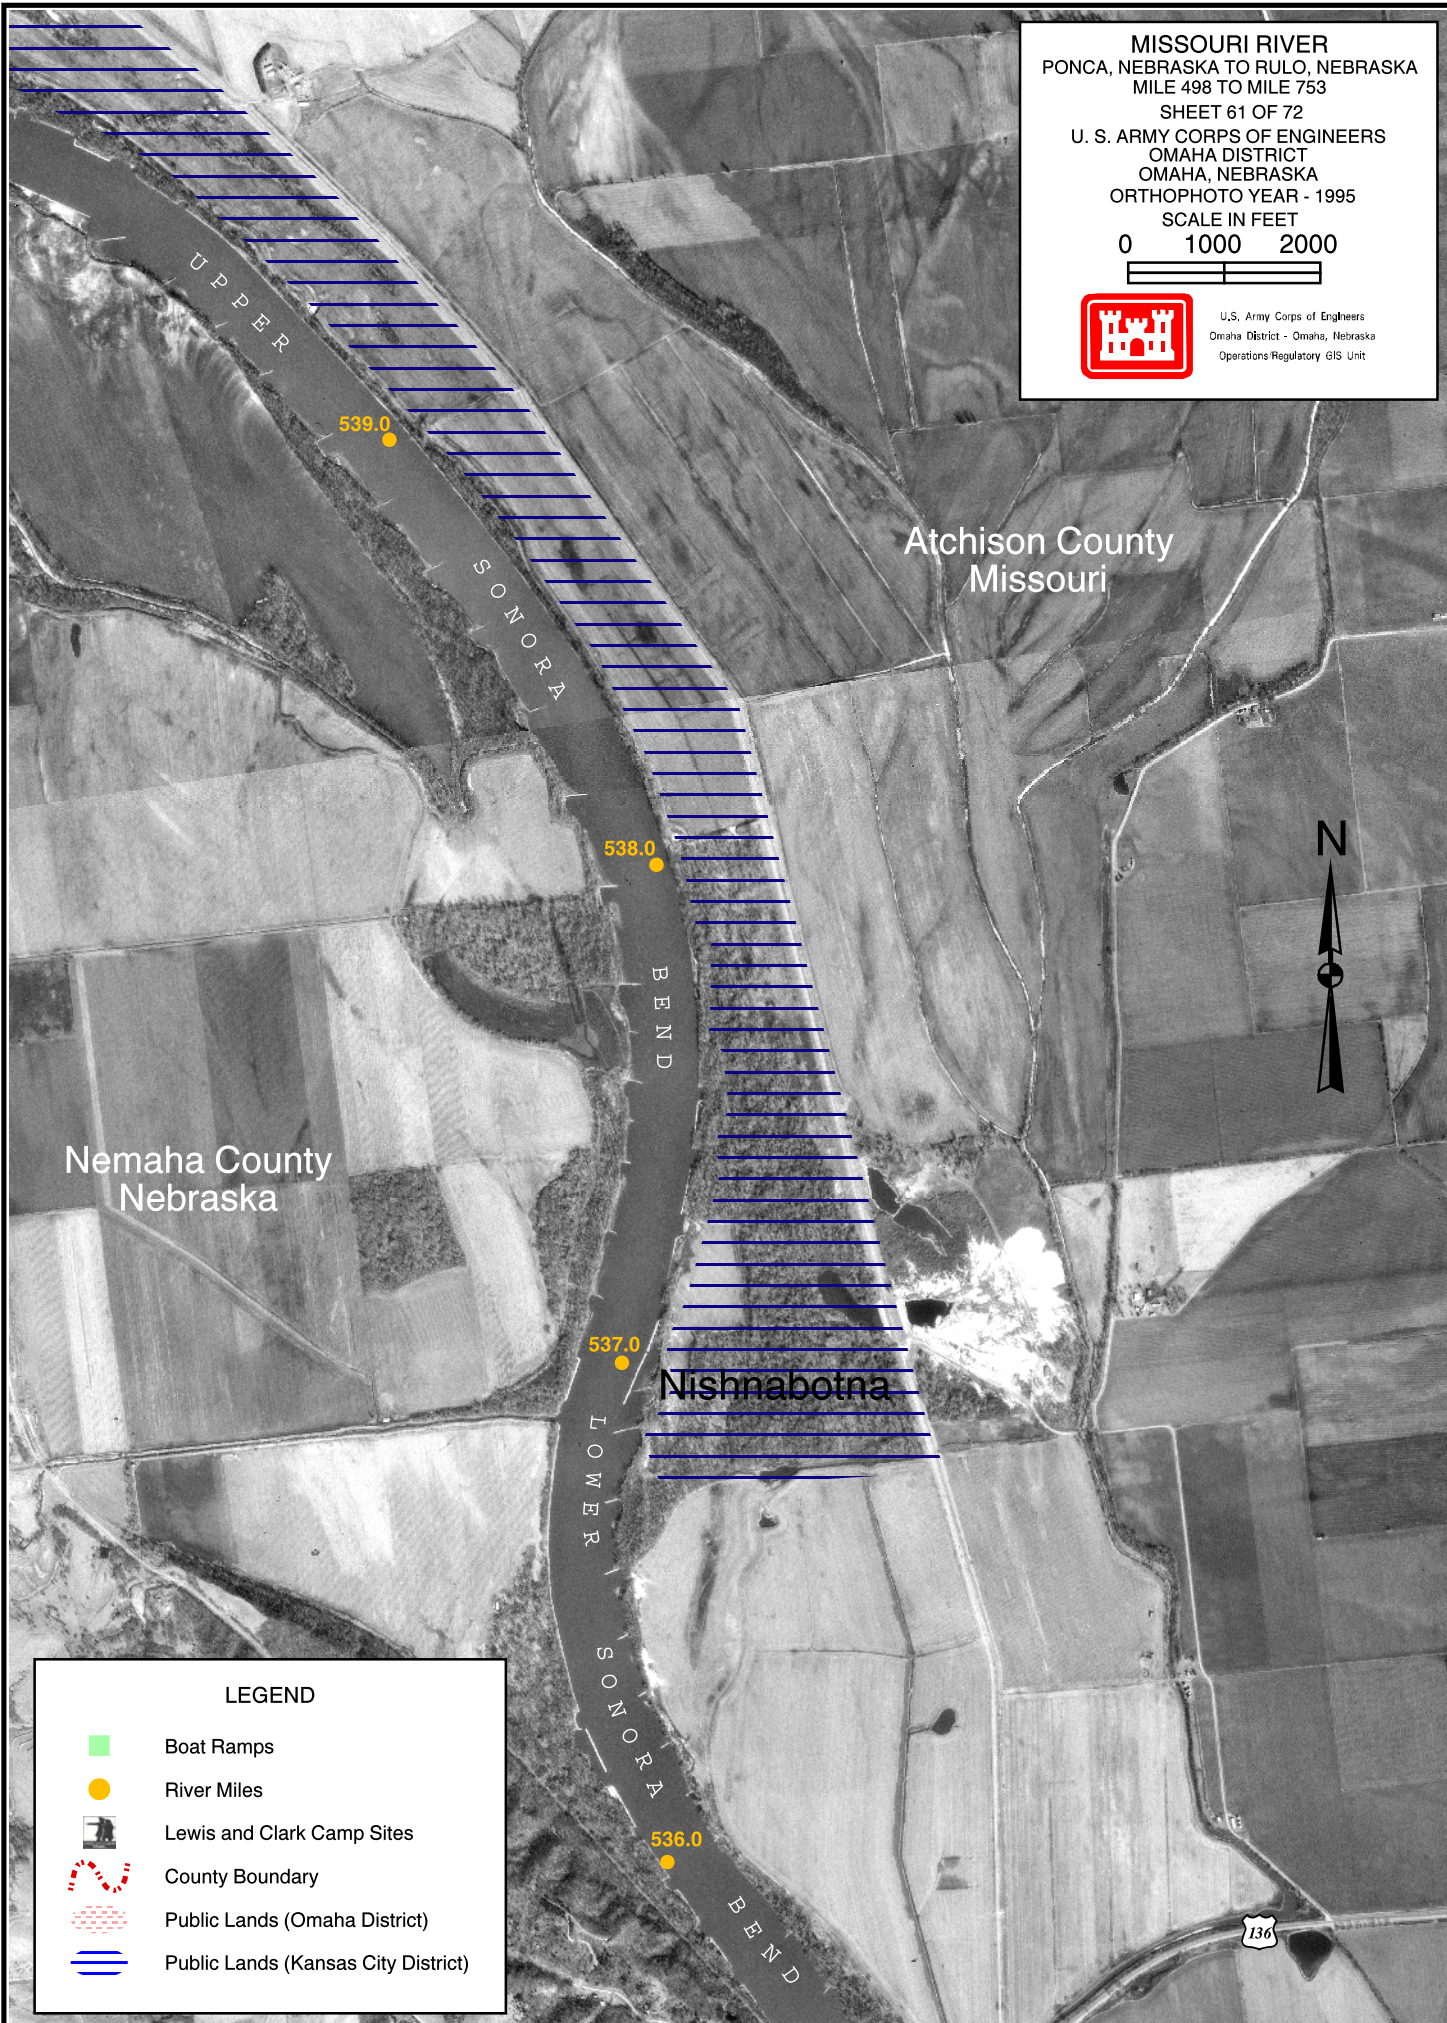 MISSOURI RIVER
PONCA, NEBRASKA TO RULO, NEBRASKA
MILE 498 TO MILE 753
SHEET 61 OF 72
U. S. ARMY CORPS OF ENGINEERS
OMAHA DISTRICT
OMAHA, NEBRASKA
ORTHOPHOTO YEAR - 1995
SCALE IN FEET
0 1000 2000
U.S. Army Corps of Engineers
Omaha District - Omaha, Nebraska
Operations/Regulatory GIS Unit
UPPER
539.0
SONORA
Atchison County
Missouri
538.0
N
BEND
Nemaha County
Nebraska
537.0
Nishnabotna
LOWER
SONORA
536.0
BEND
136
LEGEND
Boat Ramps
River Miles
Lewis and Clark Camp Sites
County Boundary
Public Lands (Omaha District)
Public Lands (Kansas City District)